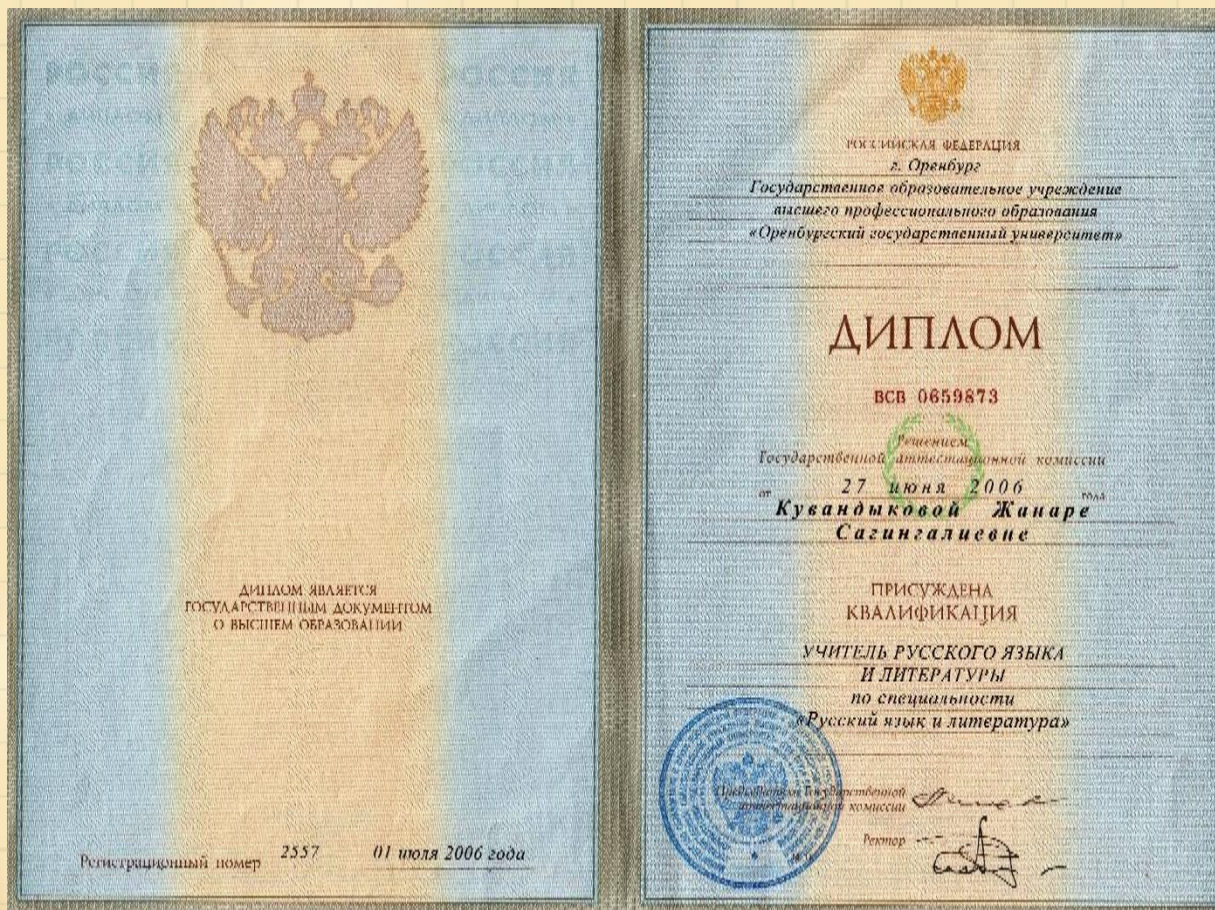 РОССИЯ
РОССИЯ
ДИПЛОМ ЯВЛЯЕТСЯ
ГОСУДАРСТВЕННЫМ ДОКУМЕНТОМ
О ВЫСШЕМ ОБРАЗОВАНИИ
Регистрационный номер 2557 01 июля 2006 года
РОССИЙСКАЯ ФЕДЕРАЦИЯ
г. Оренбург
Государственное образовательное учреждение
высшего профессионального образования
«Оренбургский государственный университет»
ДИПЛОМ
ВСВ 0659873
Решением
Государственной аттестационной комиссии
от 27 июня 2006 года
Кувандыковой Жанаре
Сагингалиевне
ПРИСУЖДЕНА
КВАЛИФИКАЦИЯ
УЧИТЕЛЬ РУССКОГО ЯЗЫКА
И ЛИТЕРАТУРЫ
по специальности
«Русский язык и литература»
Председатель Государственной
аттестационной комиссии
Ректор